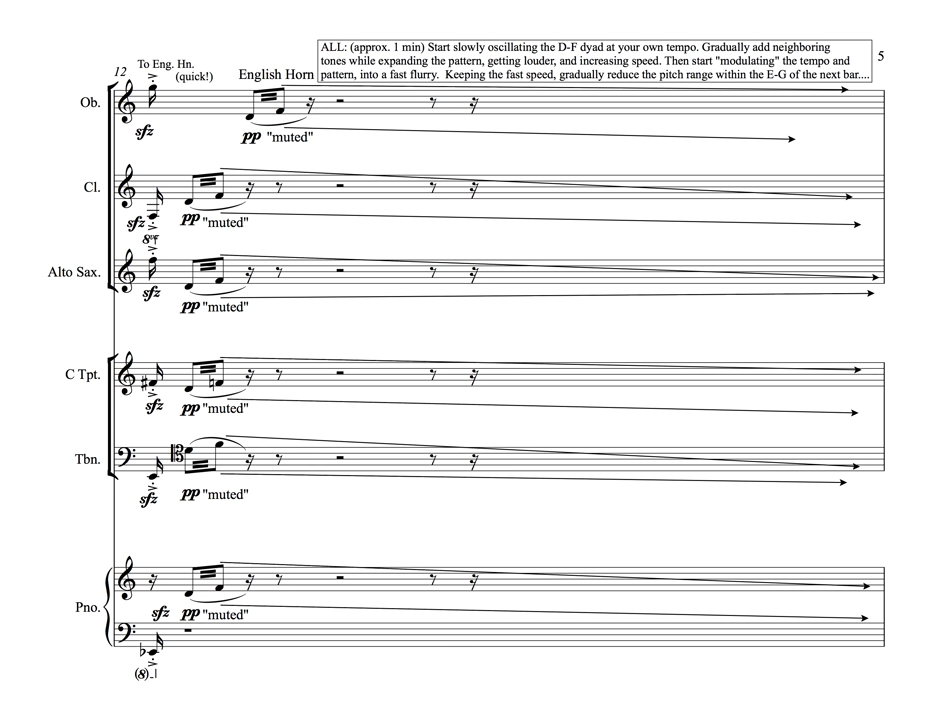 ALL: (approx. 1 min) Start slowly oscillating the D-F dyad at your own tempo. Gradually add neighboring
tones while expanding the pattern, getting louder, and increasing speed. Then start "modulating" the tempo and
pattern, into a fast flurry. Keeping the fast speed, gradually reduce the pitch range within the E-G of the next bar....
5
To Eng. Hn.
12
(quick!)
English Horn
Ob.
sfz
pp "muted"
Cl.
sfz
pp "muted"
8va
Alto Sax.
sfz
pp "muted"
C Tpt.
sfz
pp "muted"
Tbn.
sfz
pp "muted"
Pno.
sfz
pp "muted"
(8)